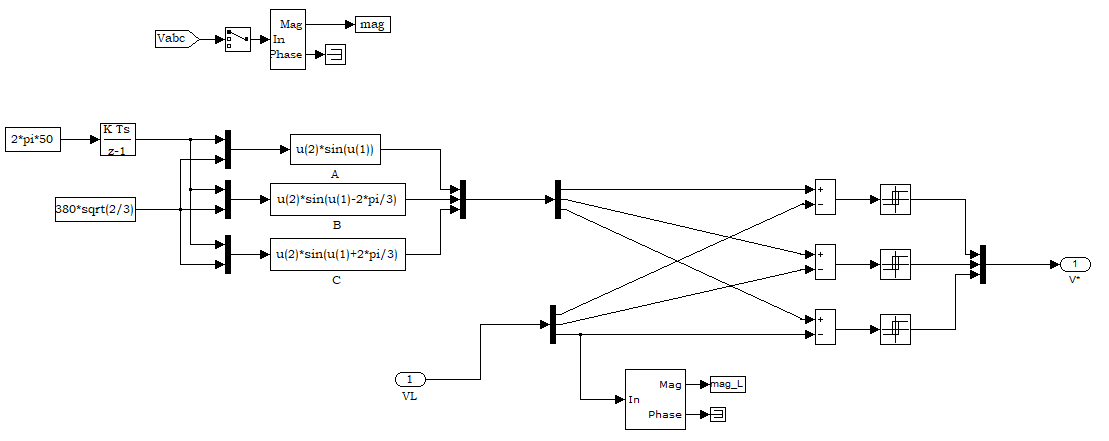 Vabc
Mag
In
Phase
mag
2*pi*50
K Ts
z-1
380*sqrt(2/3)
u(2)*sin(u(1))
A
u(2)*sin(u(1)-2*pi/3)
B
u(2)*sin(u(1)+2*pi/3)
C
+
−
+
−
+
−
1
V*
1
VL
Mag
In
Phase
mag_L